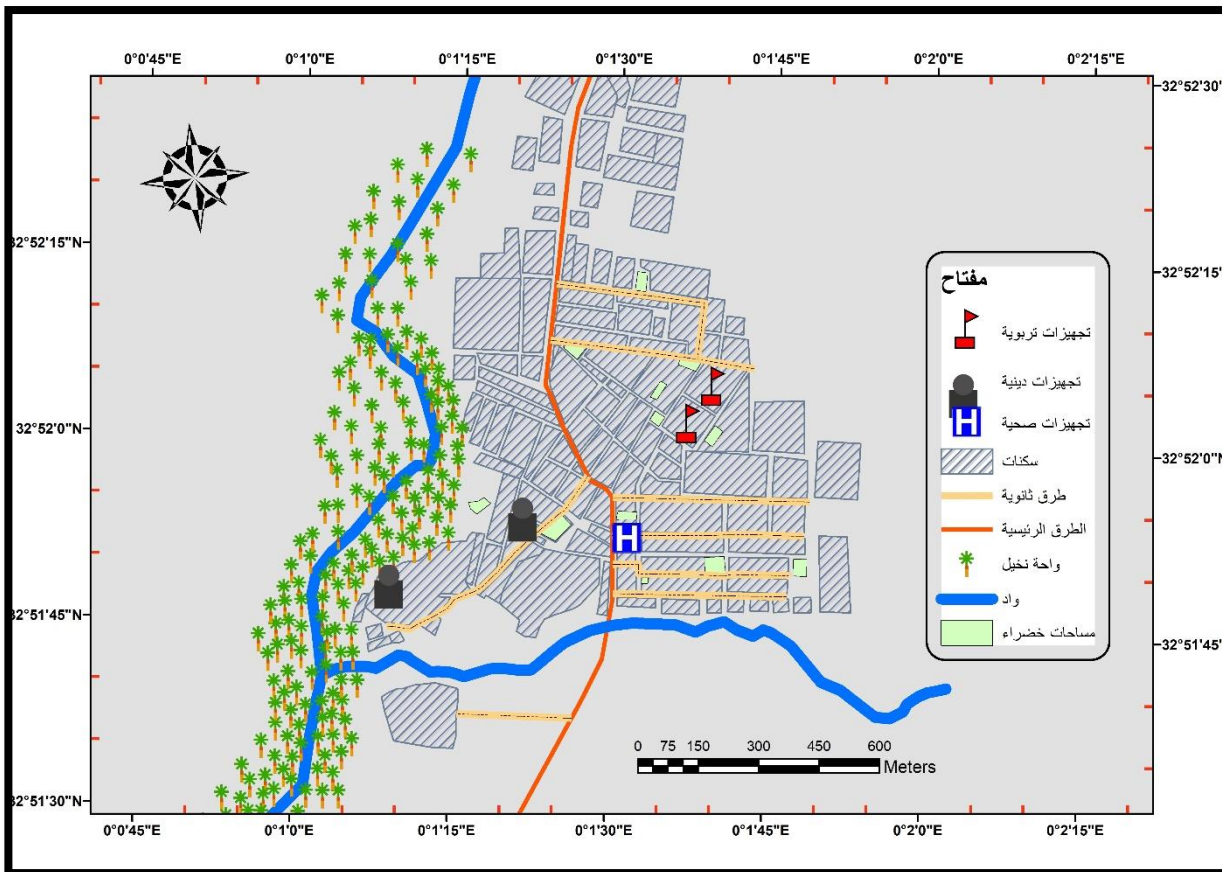 0°0'45"E 0°1'0"E 0°1'15"E 0°1'30"E 0°1'45"E 0°2'0"E 0°2'15"E
32°52'30"
32°52'15"
32°52'15"
32°52'0"
32°52'0"
32°51'45"
32°51'45"
32°51'30"
مفتاح
تجهيزات تربوية
تجهيزات دينية
تجهيزات صحية
H
سكنات
طرق ثانوية
الطرق الرئيسية
واحة نخيل
واد
مساحات خضراء
H
0 75 150 300 450 600
Meters
0°0'45"E 0°1'0"E 0°1'15"E 0°1'30"E 0°1'45"E 0°2'0"E 0°2'15"E